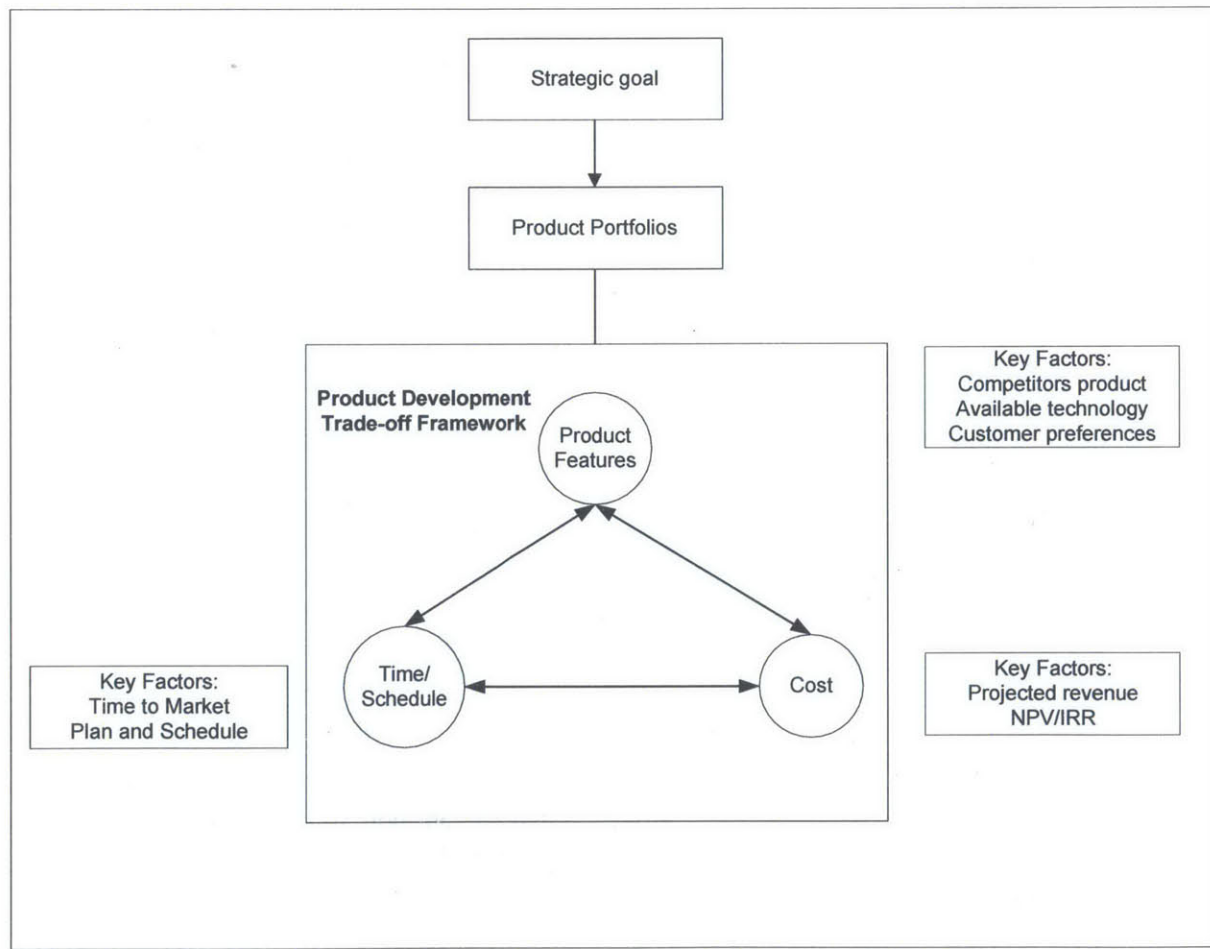 Strategic goal
Product Portfolios
Product Development
Trade-off Framework
Product
Features
Key Factors:
Competitors product
Available technology
Customer preferences
Time/
Schedule
Cost
Key Factors:
Time to Market
Plan and Schedule
Key Factors:
Projected revenue
NPV/IRR